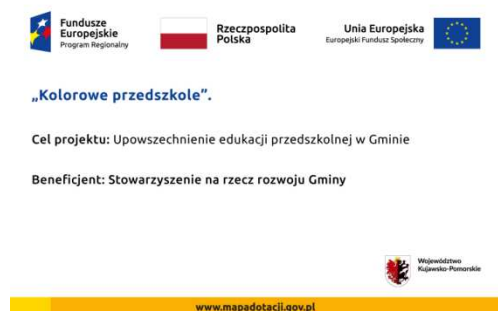 Fundusze
Europejskie
Program Regionalny
Rzeczpospolita
Polska
Unia Europejska
Europejski Fundusz Społeczny
„Kolorowe przedszkole”.
Cel projektu: Upowszechnienie edukacji przedszkolnej w Gminie
Beneficjent: Stowarzyszenie na rzecz rozwoju Gminy
Województwo
Kujawsko-Pomorskie
www.mapadotacji.gov.pl